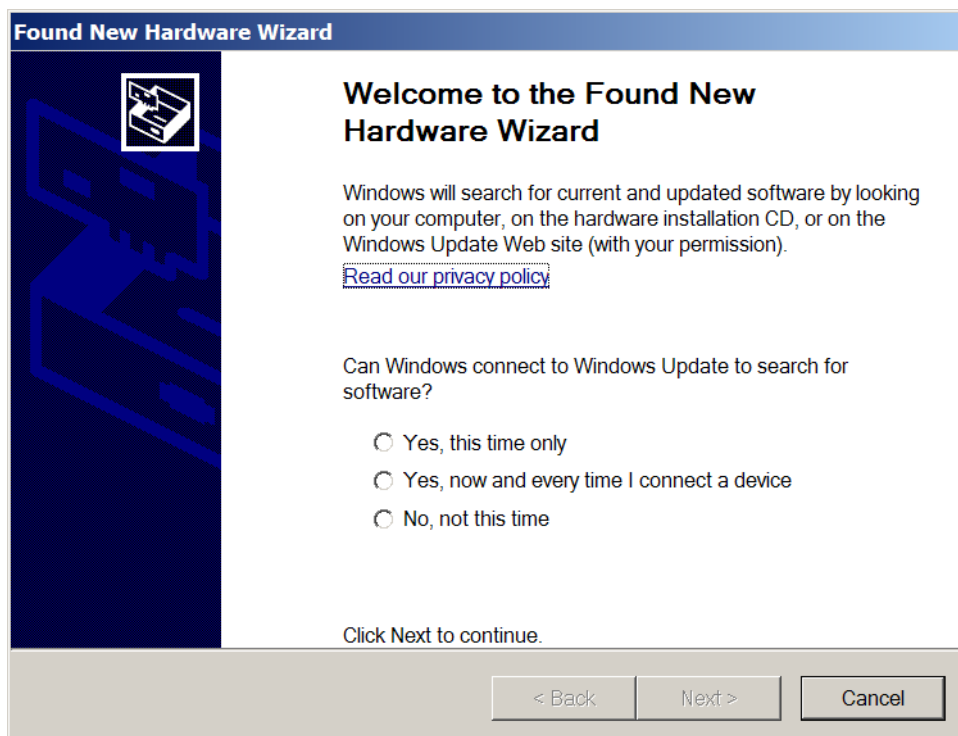 Found New Hardware Wizard
Welcome to the Found New
Hardware Wizard
Windows will search for current and updated software by looking
on your computer, on the hardware installation CD, or on the
Windows Update Web site (with your permission).
Read our privacy policy
Can Windows connect to Windows Update to search for
software?
Yes, this time only
Yes, now and every time I connect a device
No, not this time
Click Next to continue.
< Back Next > Cancel